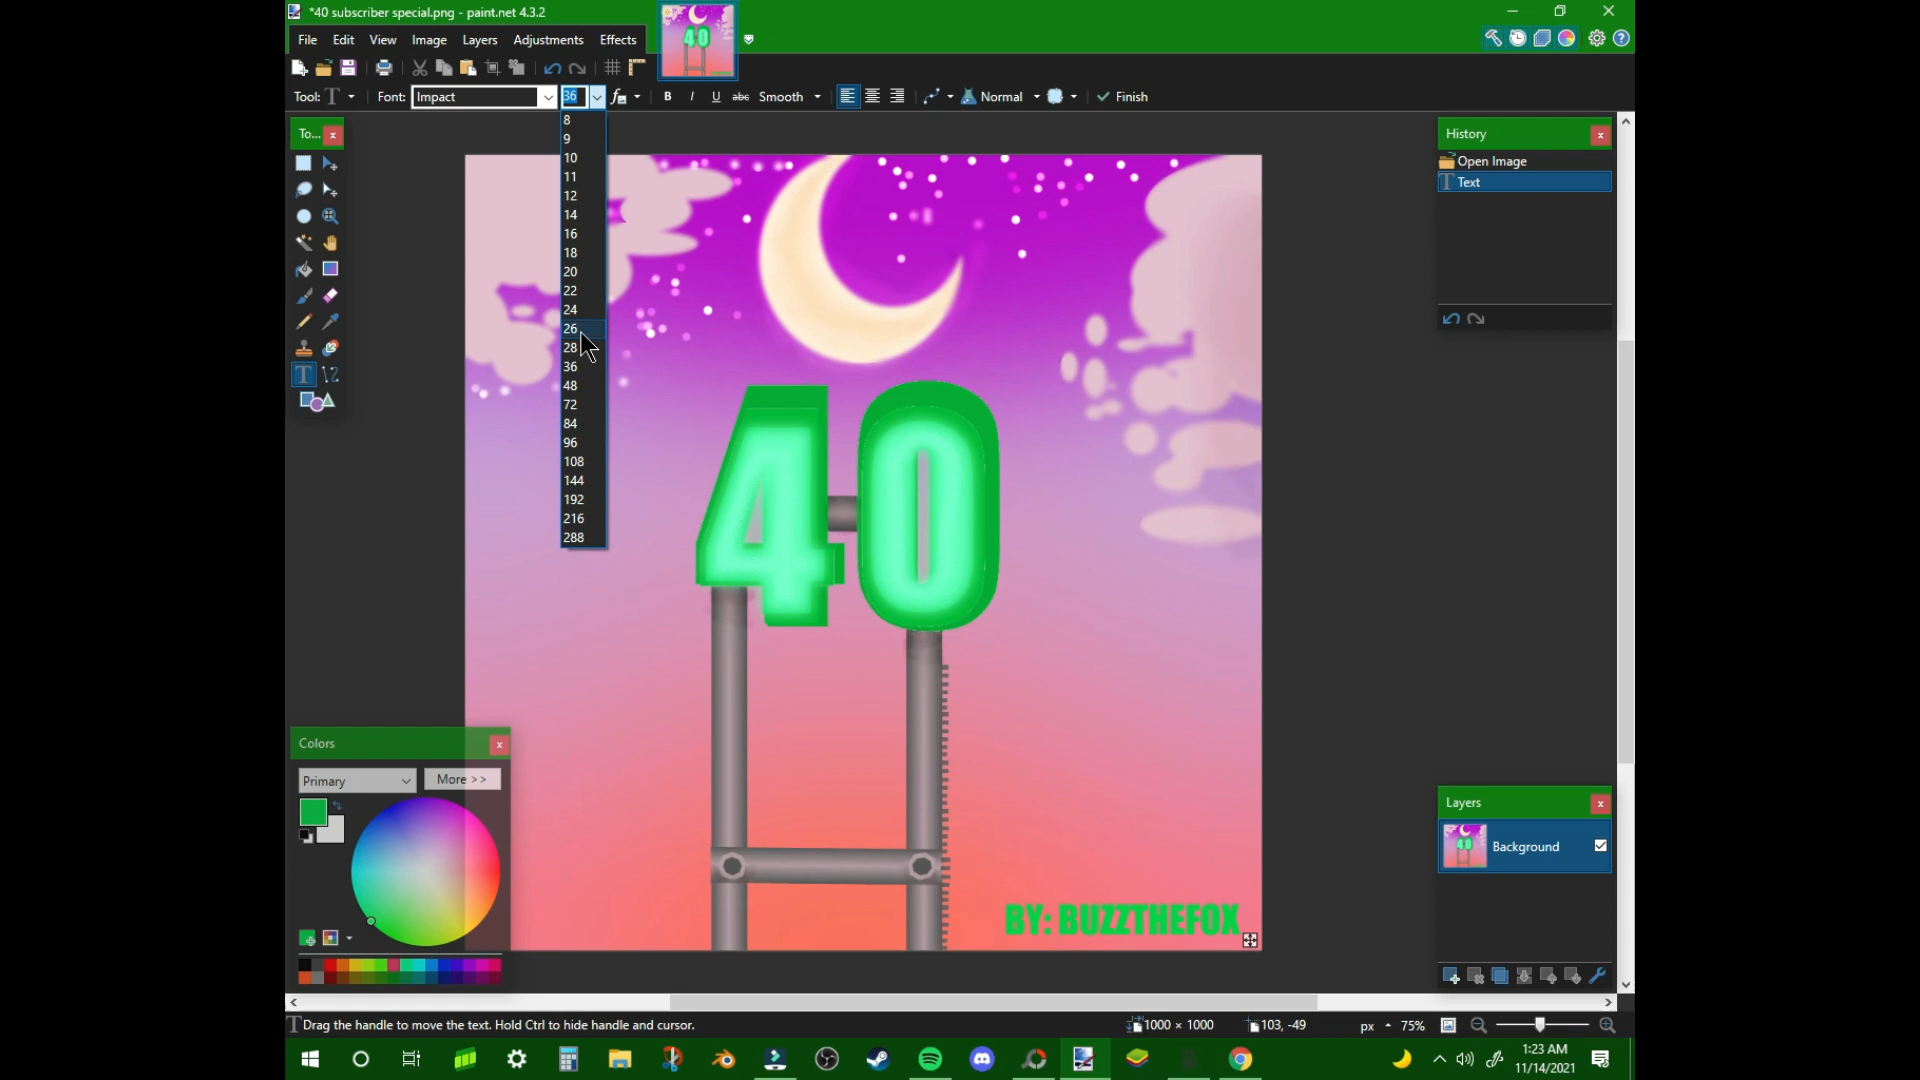 *40 subscriber special.png - paint.net 4.3.2
File Edit View Image Layers Adjustments Effects
Tool: T Font: Impact 36 B I U abc Smooth Normal Finish
8
9
10
11
12
14
16
18
20
22
24
26
28
36
48
72
84
96
108
144
192
216
288
To...
History
Open Image
Text
40
BY: BUZZTHEFOX
Colors
Primary More >>
Layers
Background
Drag the handle to move the text. Hold Ctrl to hide handle and cursor.
1000 × 1000 103, -49 px 75%
1:23 AM
11/14/2021